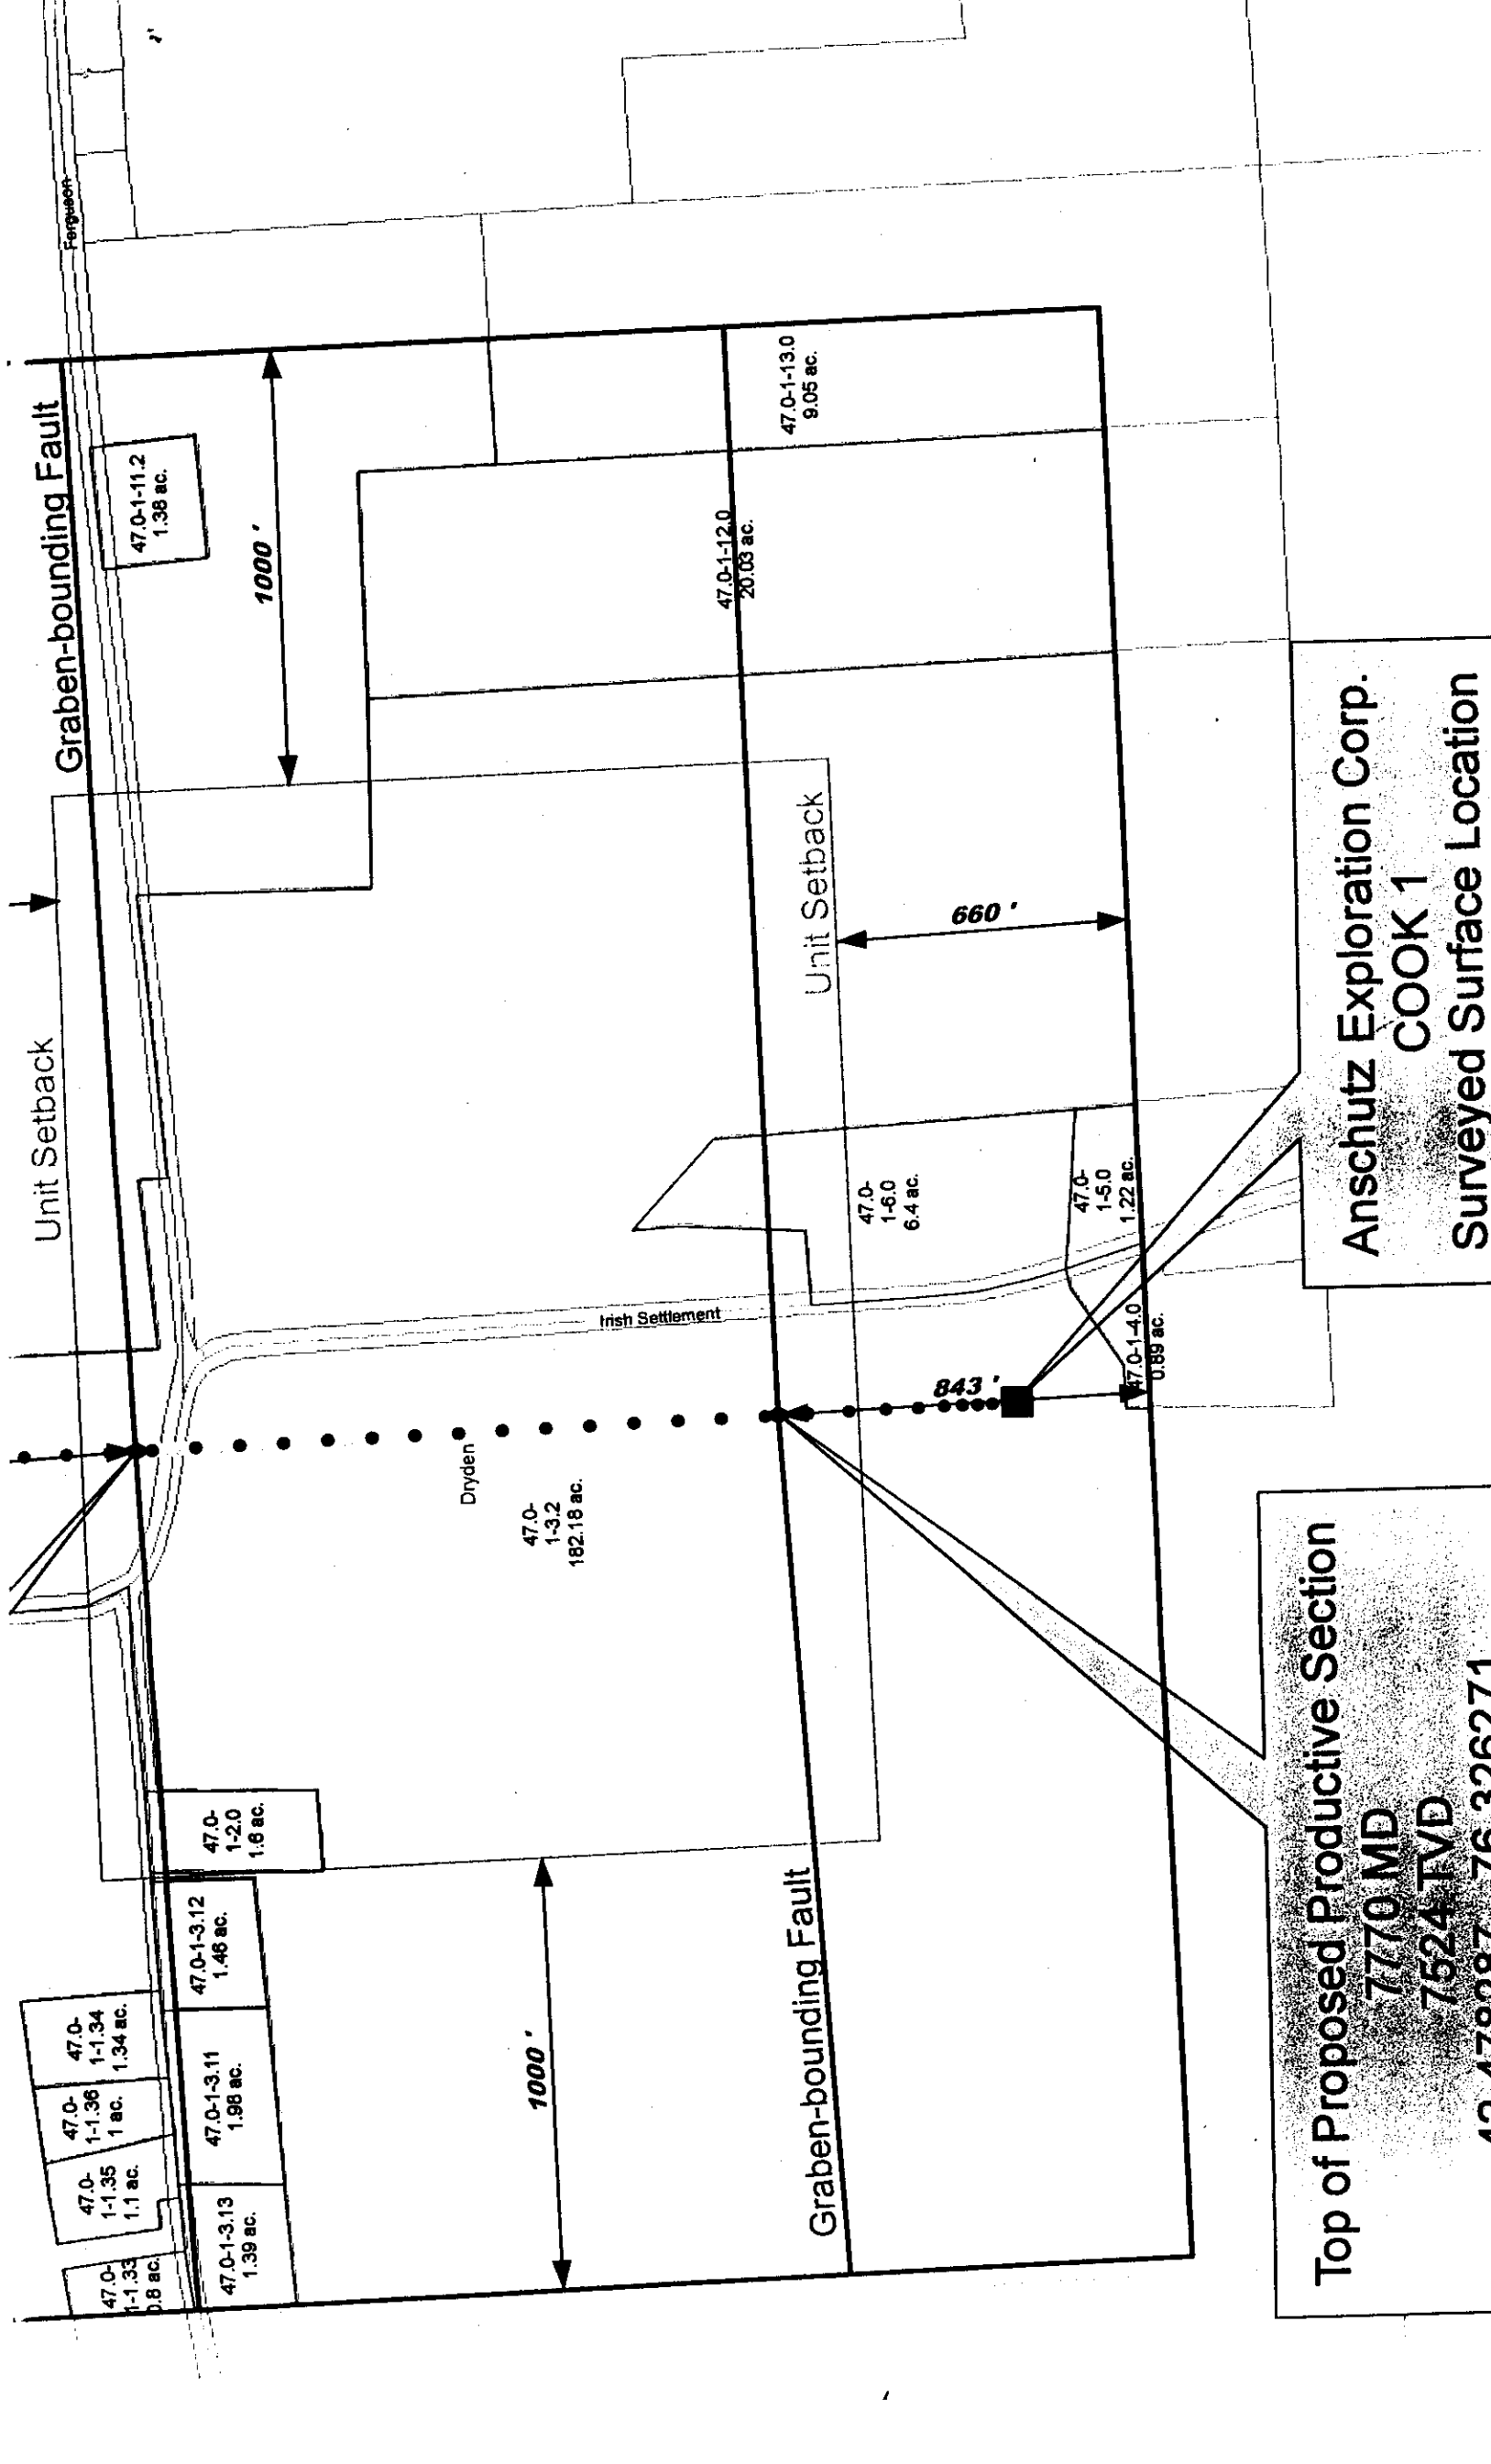 Ferguson
Graben-bounding Fault
47.0-1-11.2
1.38 ac.
1000 '
47.0-1-13.0
9.05 ac.
47.0-1-12.0
20.03 ac.
Unit Setback
Unit Setback
660 '
47.0-
1-6.0
6.4 ac.
47.0-
1-5.0
1.22 ac.
Irish Settlement
47.0-1-4.0
0.89 ac.
843 '
Dryden
47.0-
1-3.2
182.18 ac.
47.0-
1-2.0
1.6 ac.
47.0-1-3.12
1.46 ac.
47.0-
1-1.34
1.34 ac.
47.0-
1-1.36
1 ac.
47.0-1-3.11
1.98 ac.
47.0-
1-1.35
1.1 ac.
47.0-1-3.13
1.39 ac.
47.0-
1-1.33
0.8 ac.
1000 '
Graben-bounding Fault
Anschutz Exploration Corp.
COOK 1
Surveyed Surface Location
Top of Proposed Productive Section
7770 MD
7524 TVD